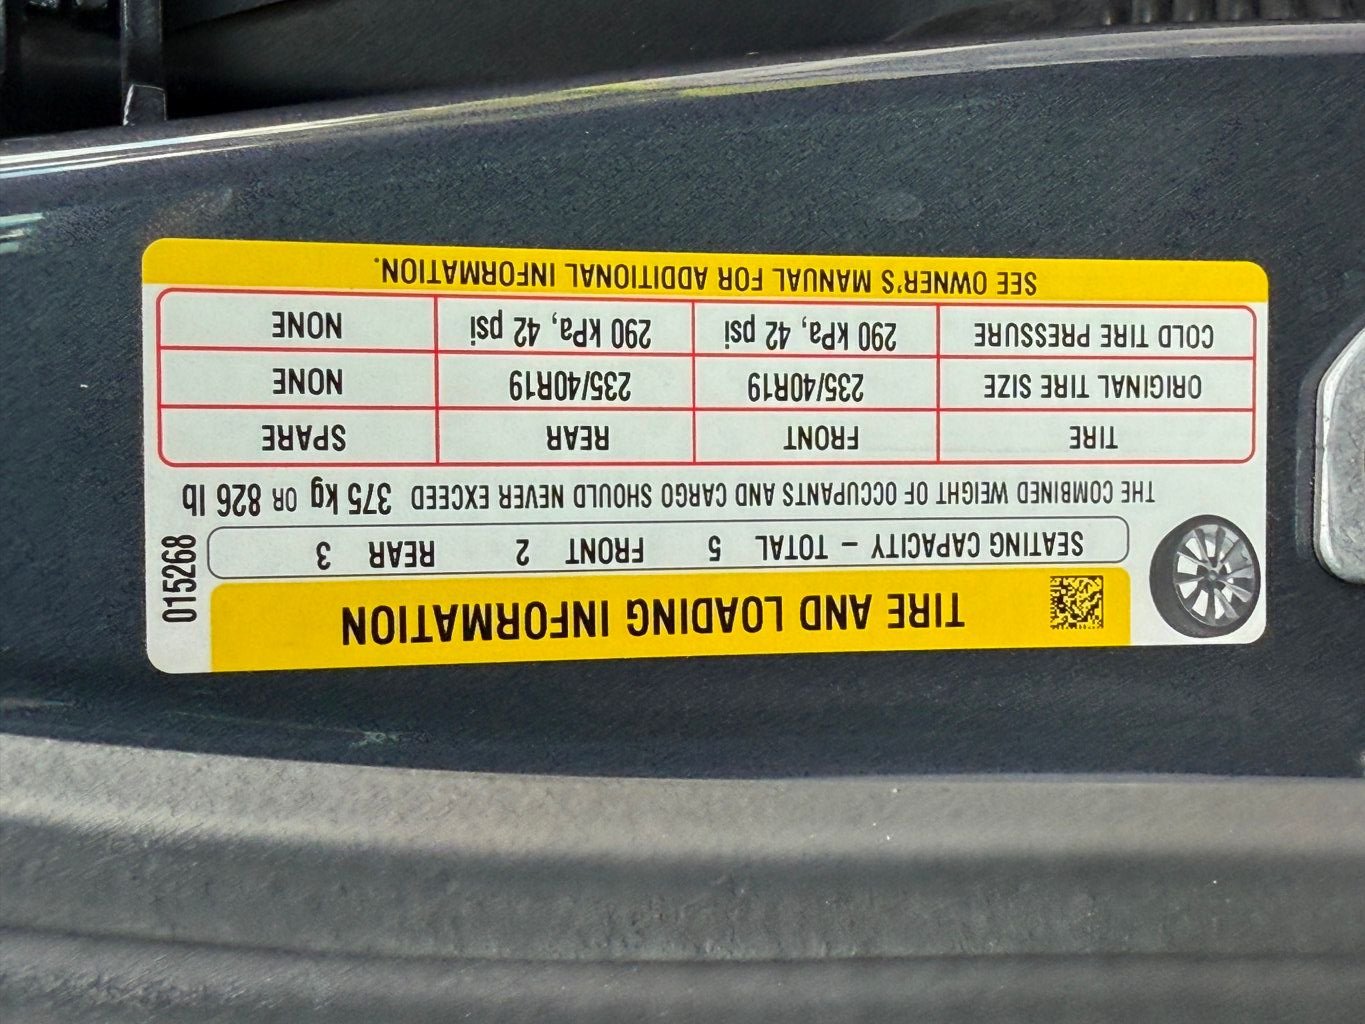 TIRE AND LOADING INFORMATION
SEATING CAPACITY – TOTAL 5 FRONT 2 REAR 3
THE COMBINED WEIGHT OF OCCUPANTS AND CARGO SHOULD NEVER EXCEED 375 kg OR 826 lb
TIRE FRONT REAR SPARE
ORIGINAL TIRE SIZE 235/40R19 235/40R19 NONE
COLD TIRE PRESSURE 290 kPa, 42 psi 290 kPa, 42 psi NONE
SEE OWNER'S MANUAL FOR ADDITIONAL INFORMATION.
015268